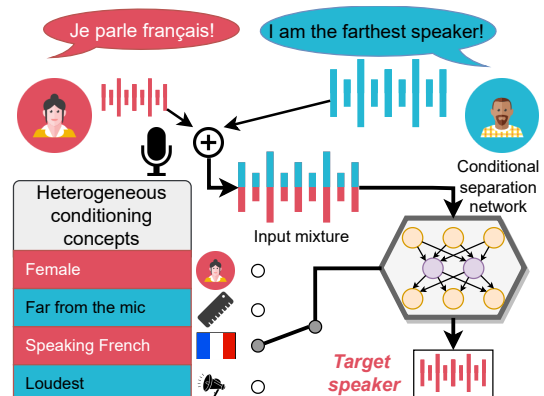 Je parle français!
I am the farthest speaker!
Conditional
separation
network
Heterogeneous
conditioning
concepts
Input mixture
Female
Far from the mic
Speaking French
Loudest
Target
speaker